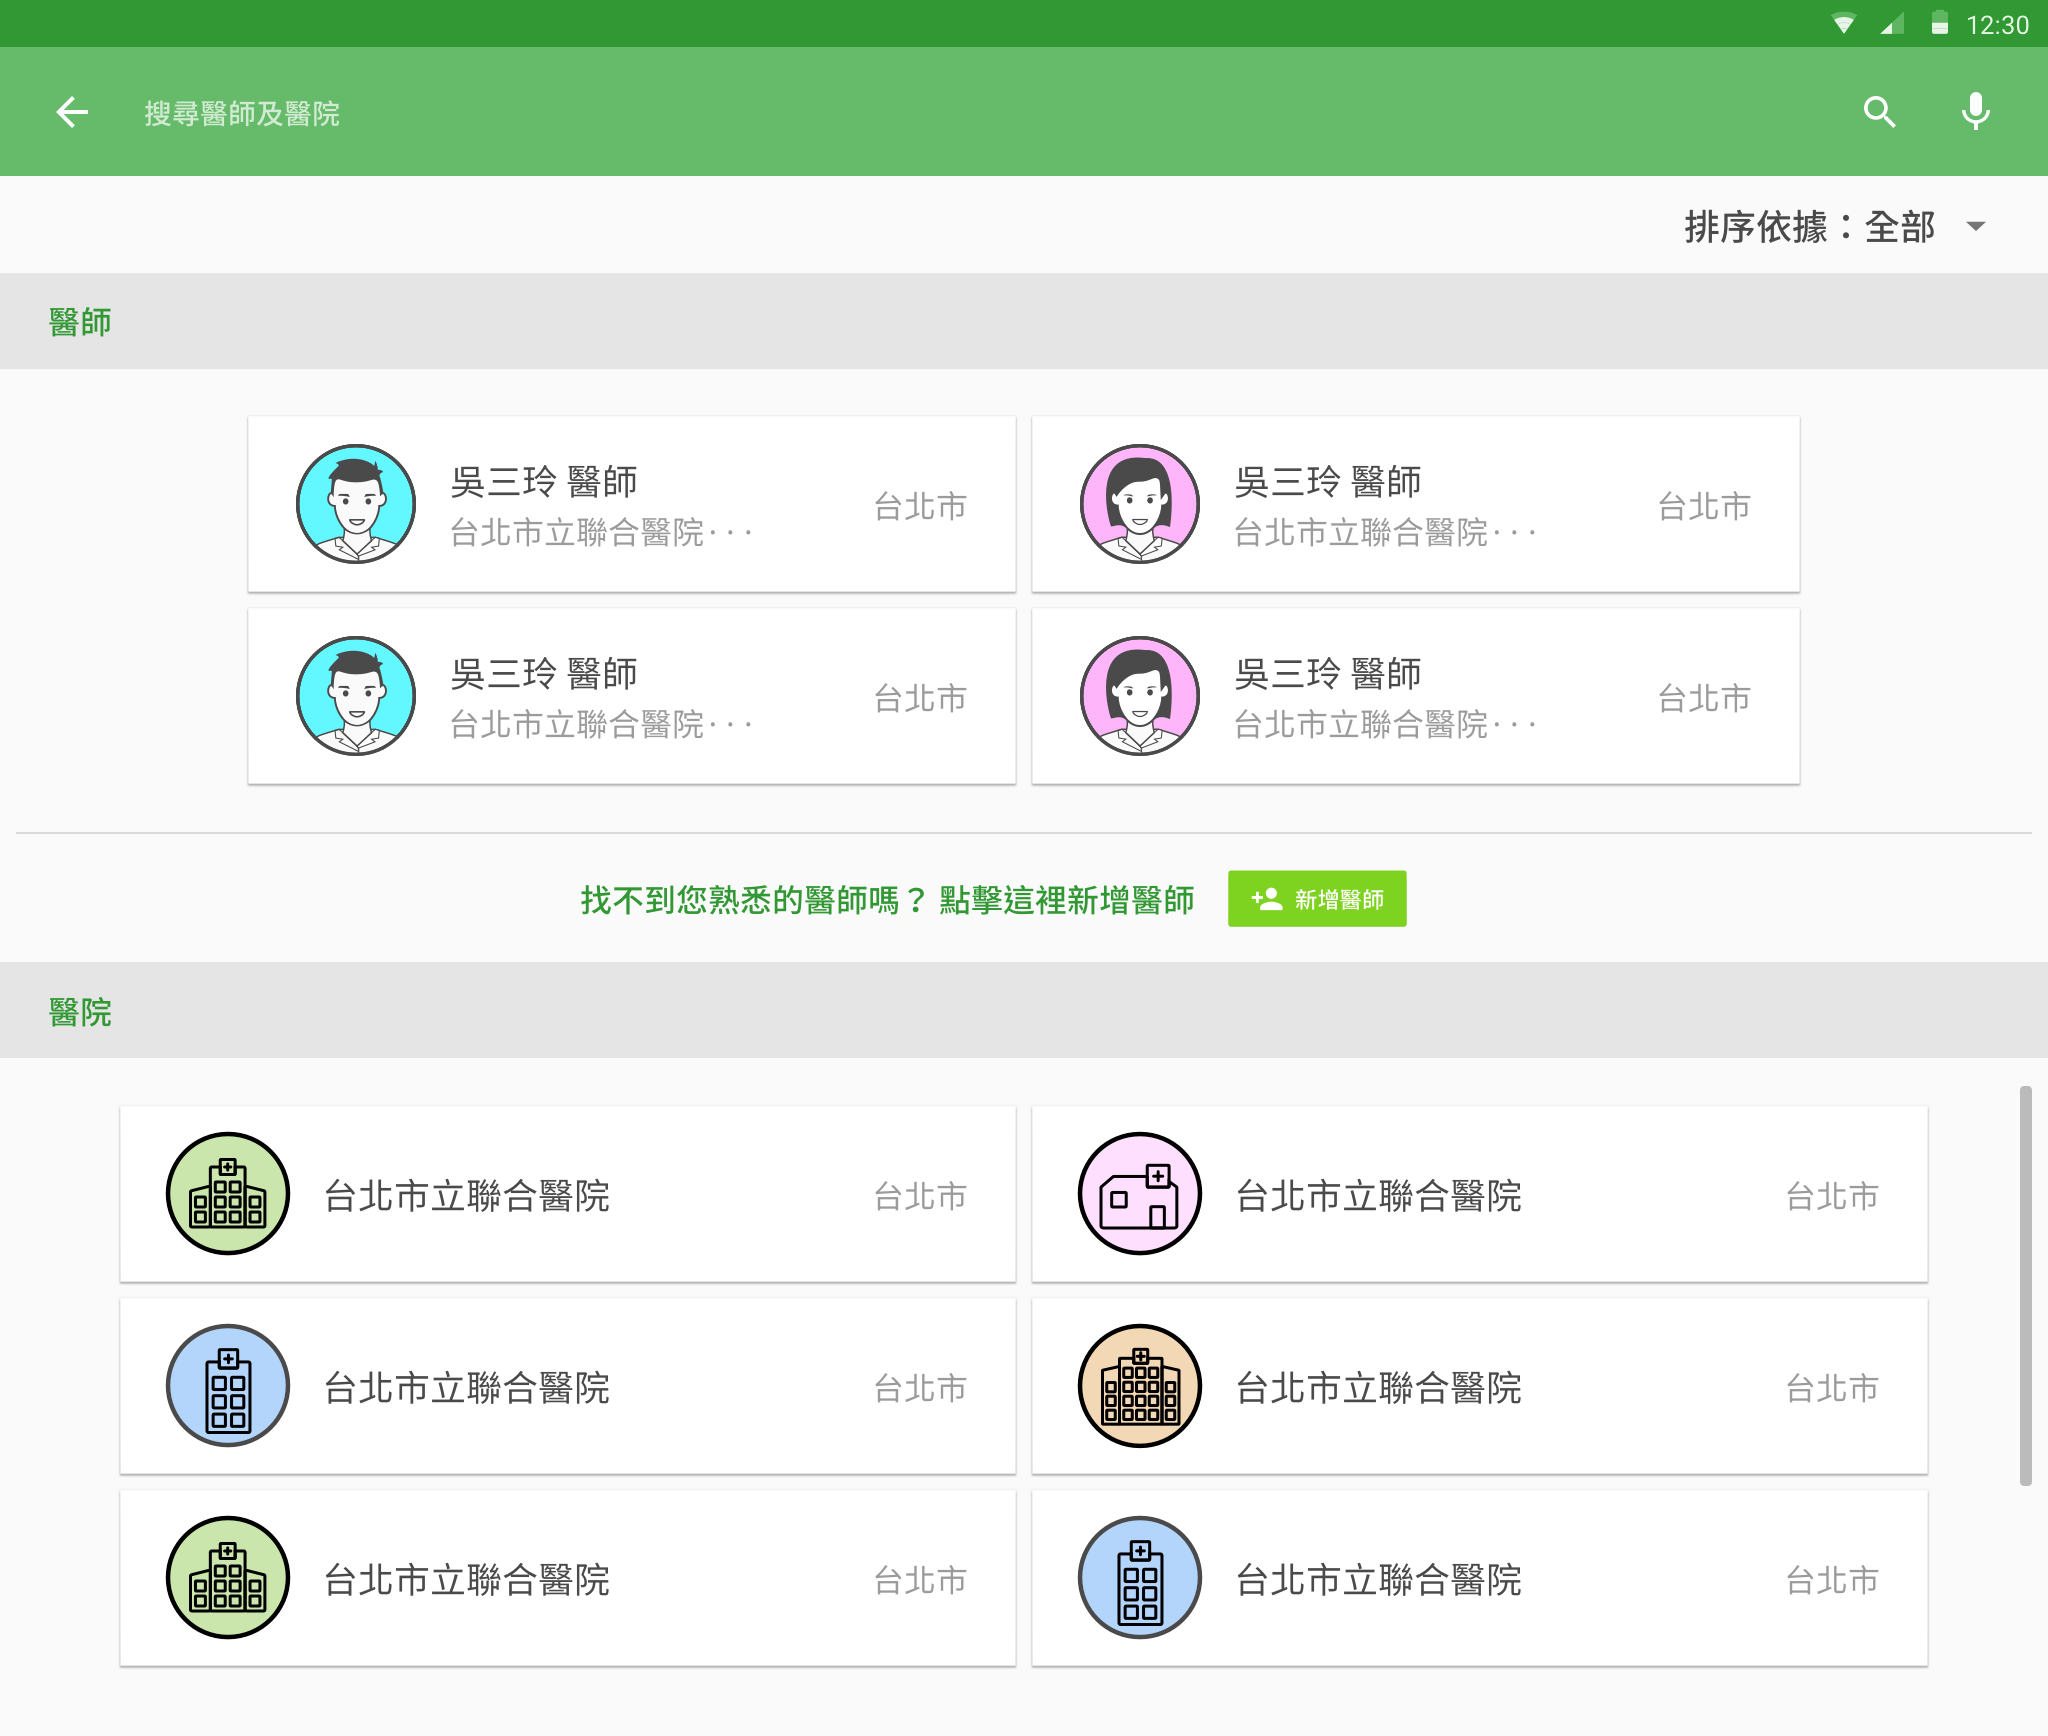 12:30
搜尋醫師及醫院
排序依據：全部
醫師
吳三玲 醫師
台北市立聯合醫院···
台北市
吳三玲 醫師
台北市立聯合醫院···
台北市
吳三玲 醫師
台北市立聯合醫院···
台北市
吳三玲 醫師
台北市立聯合醫院···
台北市
找不到您熟悉的醫師嗎？ 點擊這裡新增醫師
新增醫師
醫院
台北市立聯合醫院
台北市
台北市立聯合醫院
台北市
台北市立聯合醫院
台北市
台北市立聯合醫院
台北市
台北市立聯合醫院
台北市
台北市立聯合醫院
台北市